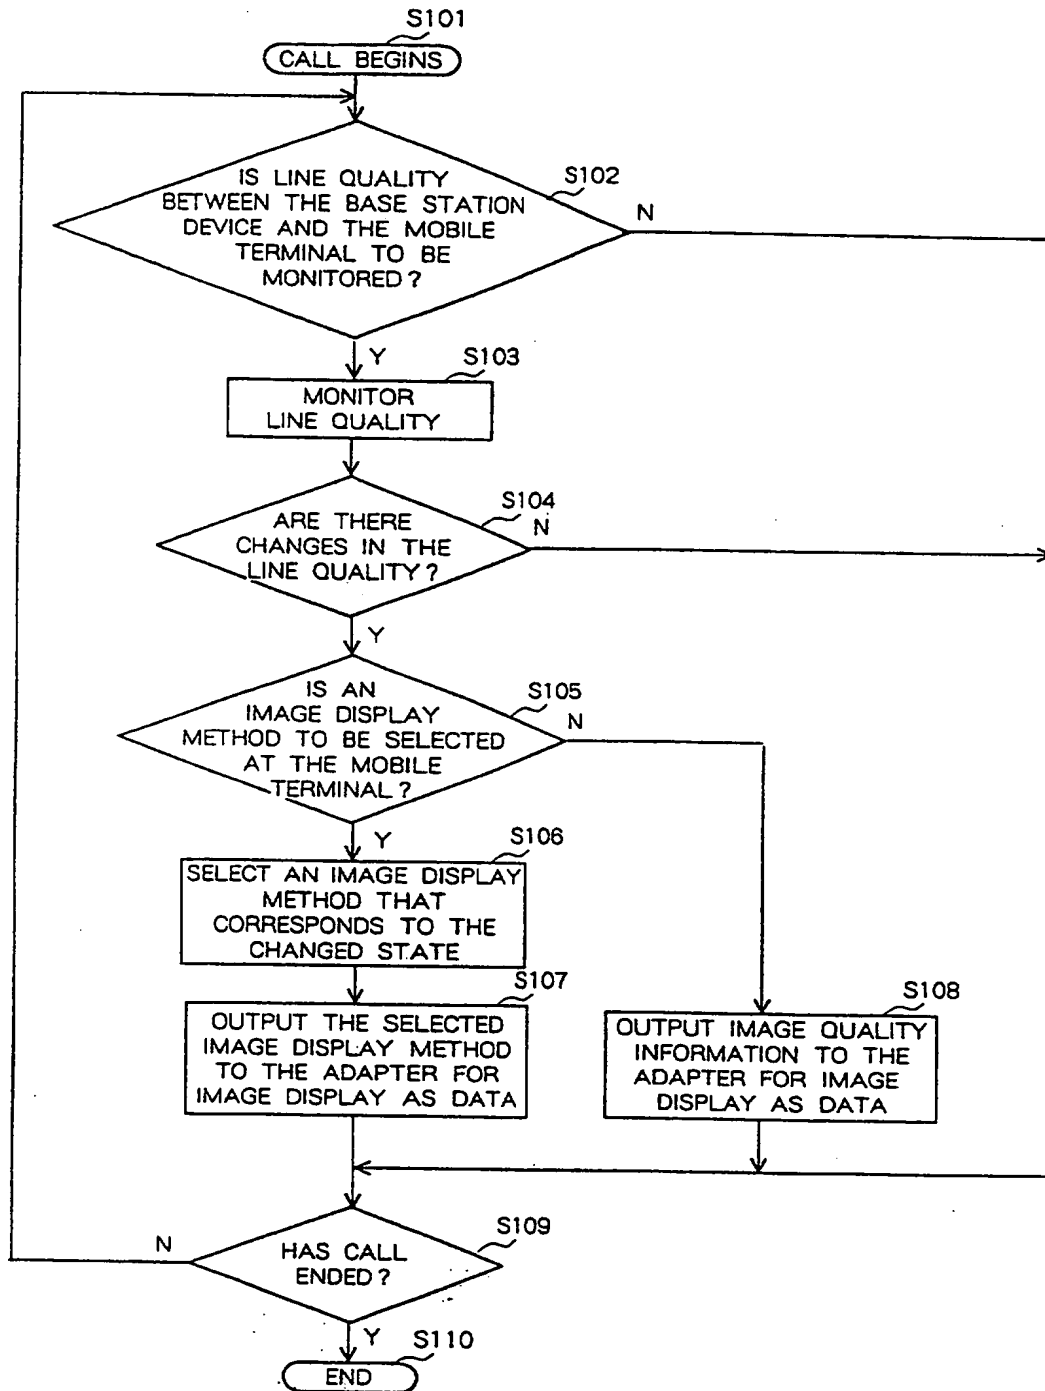 S101
CALL BEGINS
S102
IS LINE QUALITY
BETWEEN THE BASE STATION
DEVICE AND THE MOBILE
TERMINAL TO BE
MONITORED?
N
Y
S103
MONITOR
LINE QUALITY
S104
ARE THERE
CHANGES IN THE
LINE QUALITY?
N
Y
S105
IS AN
IMAGE DISPLAY
METHOD TO BE SELECTED
AT THE MOBILE
TERMINAL?
N
Y
S106
SELECT AN IMAGE DISPLAY
METHOD THAT
CORRESPONDS TO THE
CHANGED STATE
S107
OUTPUT THE SELECTED
IMAGE DISPLAY METHOD
TO THE ADAPTER FOR
IMAGE DISPLAY AS DATA
S108
OUTPUT IMAGE QUALITY
INFORMATION TO THE
ADAPTER FOR IMAGE
DISPLAY AS DATA
S109
HAS CALL
ENDED?
N
Y
S110
END